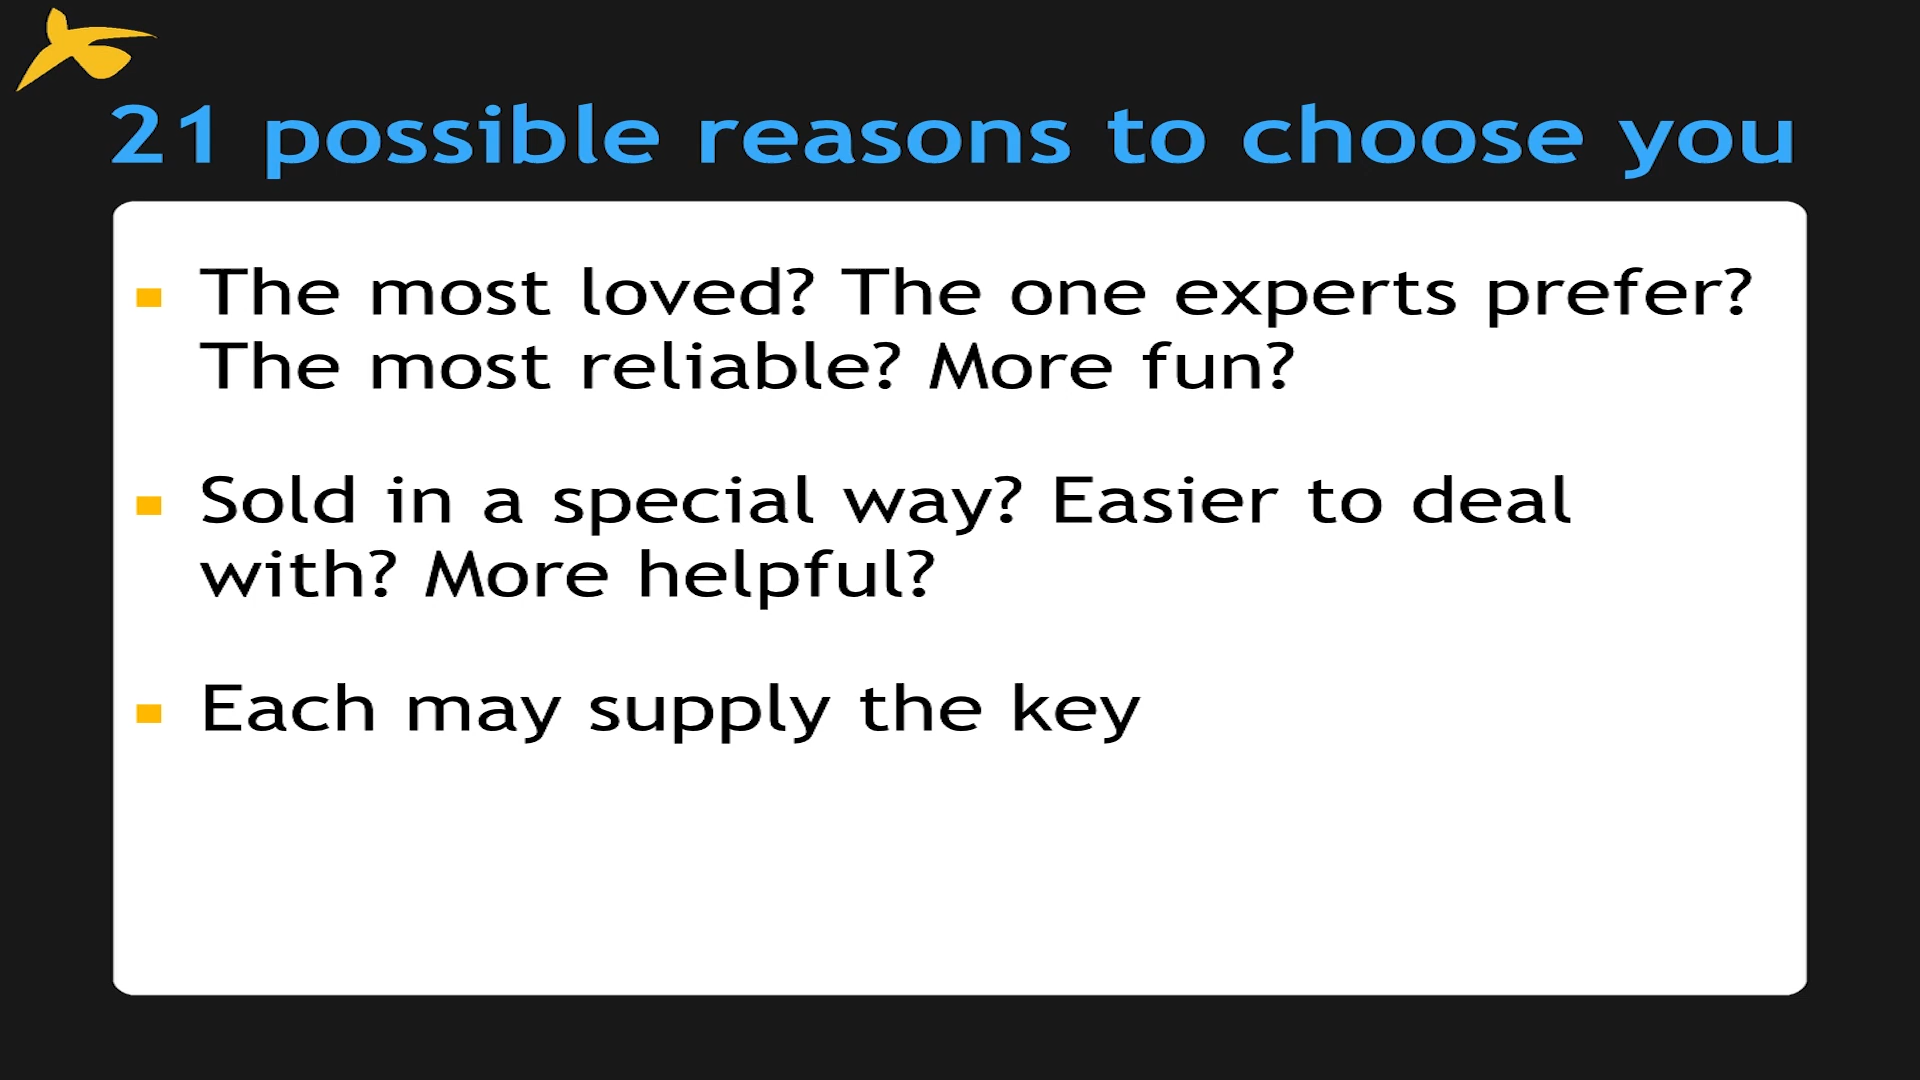 21 possible reasons to choose you
The most loved? The one experts prefer?
The most reliable? More fun?
Sold in a special way? Easier to deal
with? More helpful?
Each may supply the key